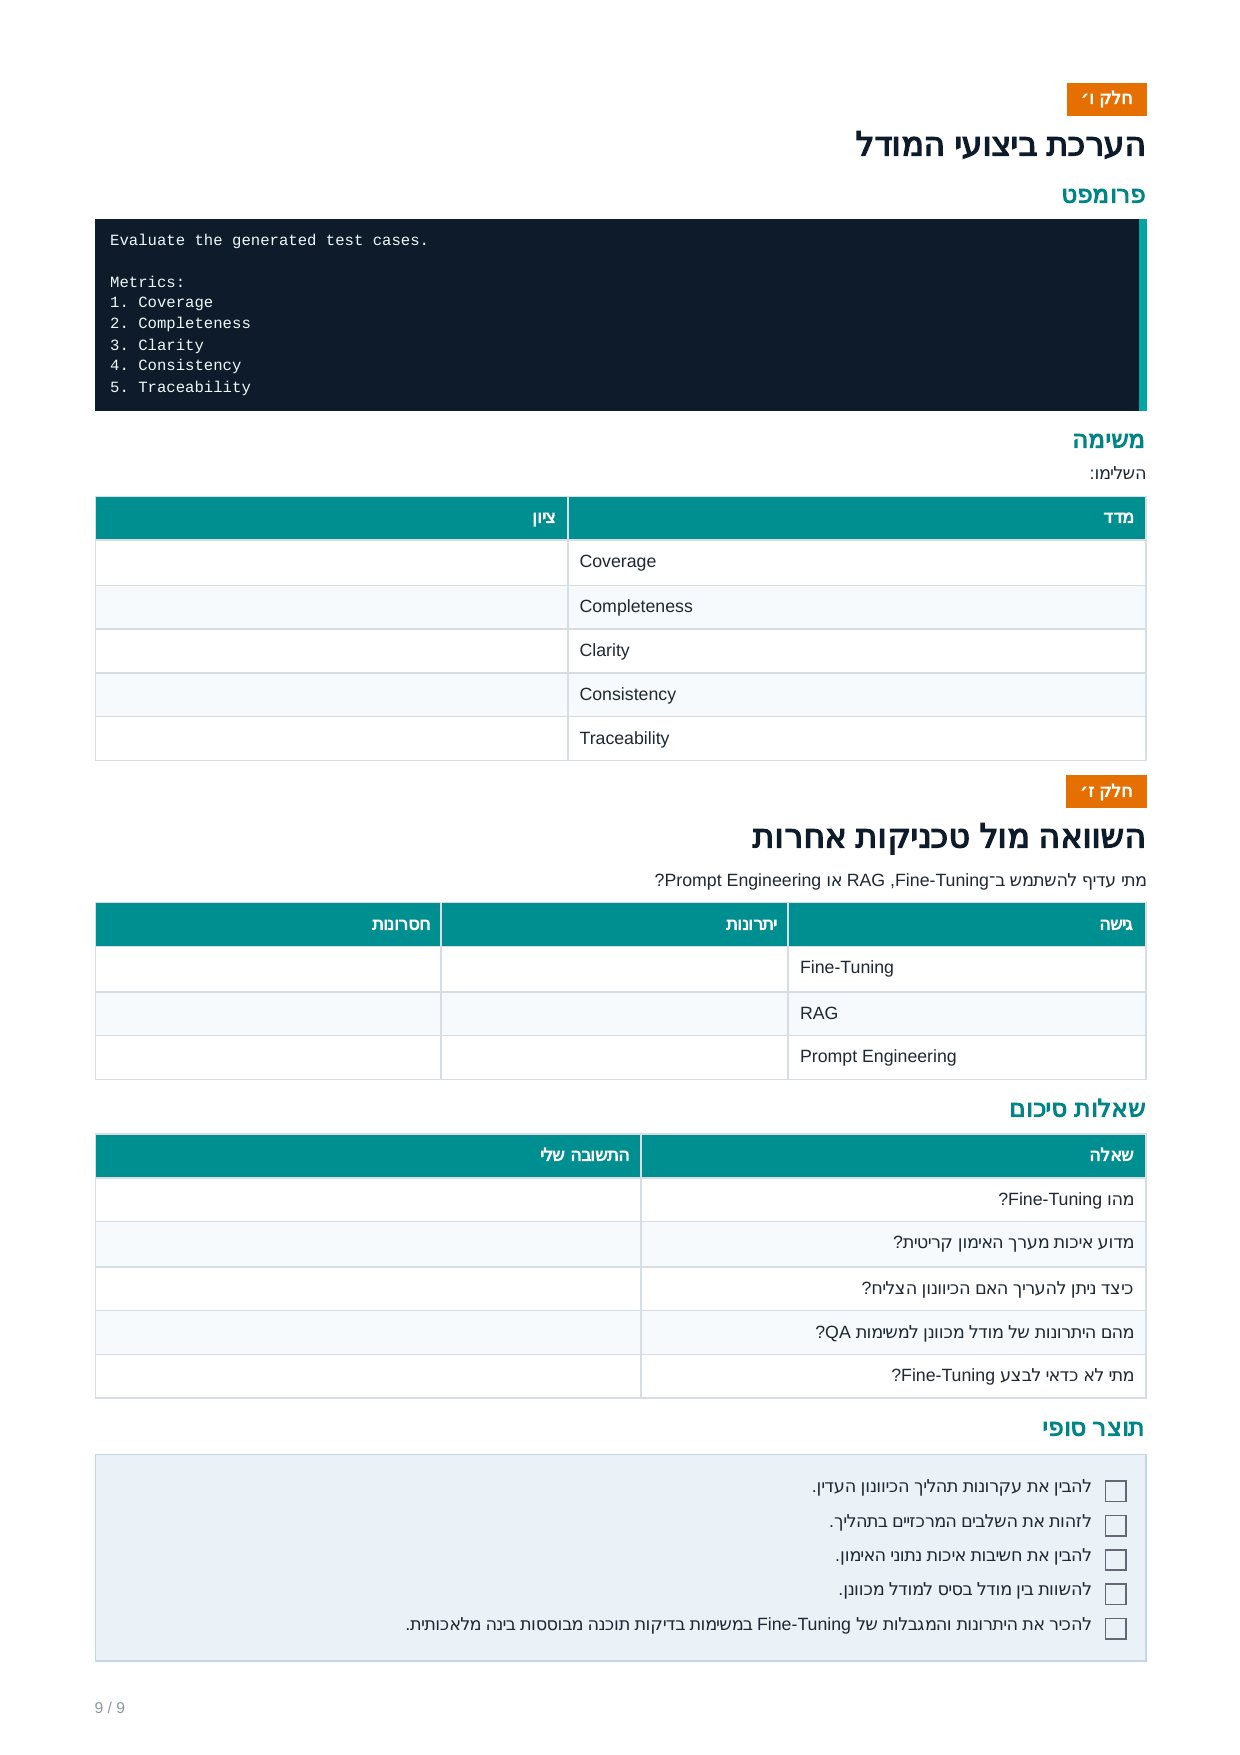 חלק ו׳
הערכת ביצועי המודל
פרומפט
Evaluate the generated test cases.
Metrics:
1. Coverage
2. Completeness
3. Clarity
4. Consistency
5. Traceability
משימה
השלימו:
מדד ציון
Coverage
Completeness
Clarity
Consistency
Traceability
חלק ז׳
השוואה מול טכניקות אחרות
מתי עדיף להשתמש ב־Fine-Tuning, RAG או Prompt Engineering?
גישה יתרונות חסרונות
Fine-Tuning
RAG
Prompt Engineering
שאלות סיכום
שאלה התשובה שלי
מהו Fine-Tuning?
מדוע איכות מערך האימון קריטית?
כיצד ניתן להעריך האם הכיוונון הצליח?
מהם היתרונות של מודל מכוונן למשימות QA?
מתי לא כדאי לבצע Fine-Tuning?
תוצר סופי
להבין את עקרונות תהליך הכיוונון העדין.
לזהות את השלבים המרכזיים בתהליך.
להבין את חשיבות איכות נתוני האימון.
להשוות בין מודל בסיס למודל מכוונן.
להכיר את היתרונות והמגבלות של Fine-Tuning במשימות בדיקות תוכנה מבוססות בינה מלאכותית.
9 / 9